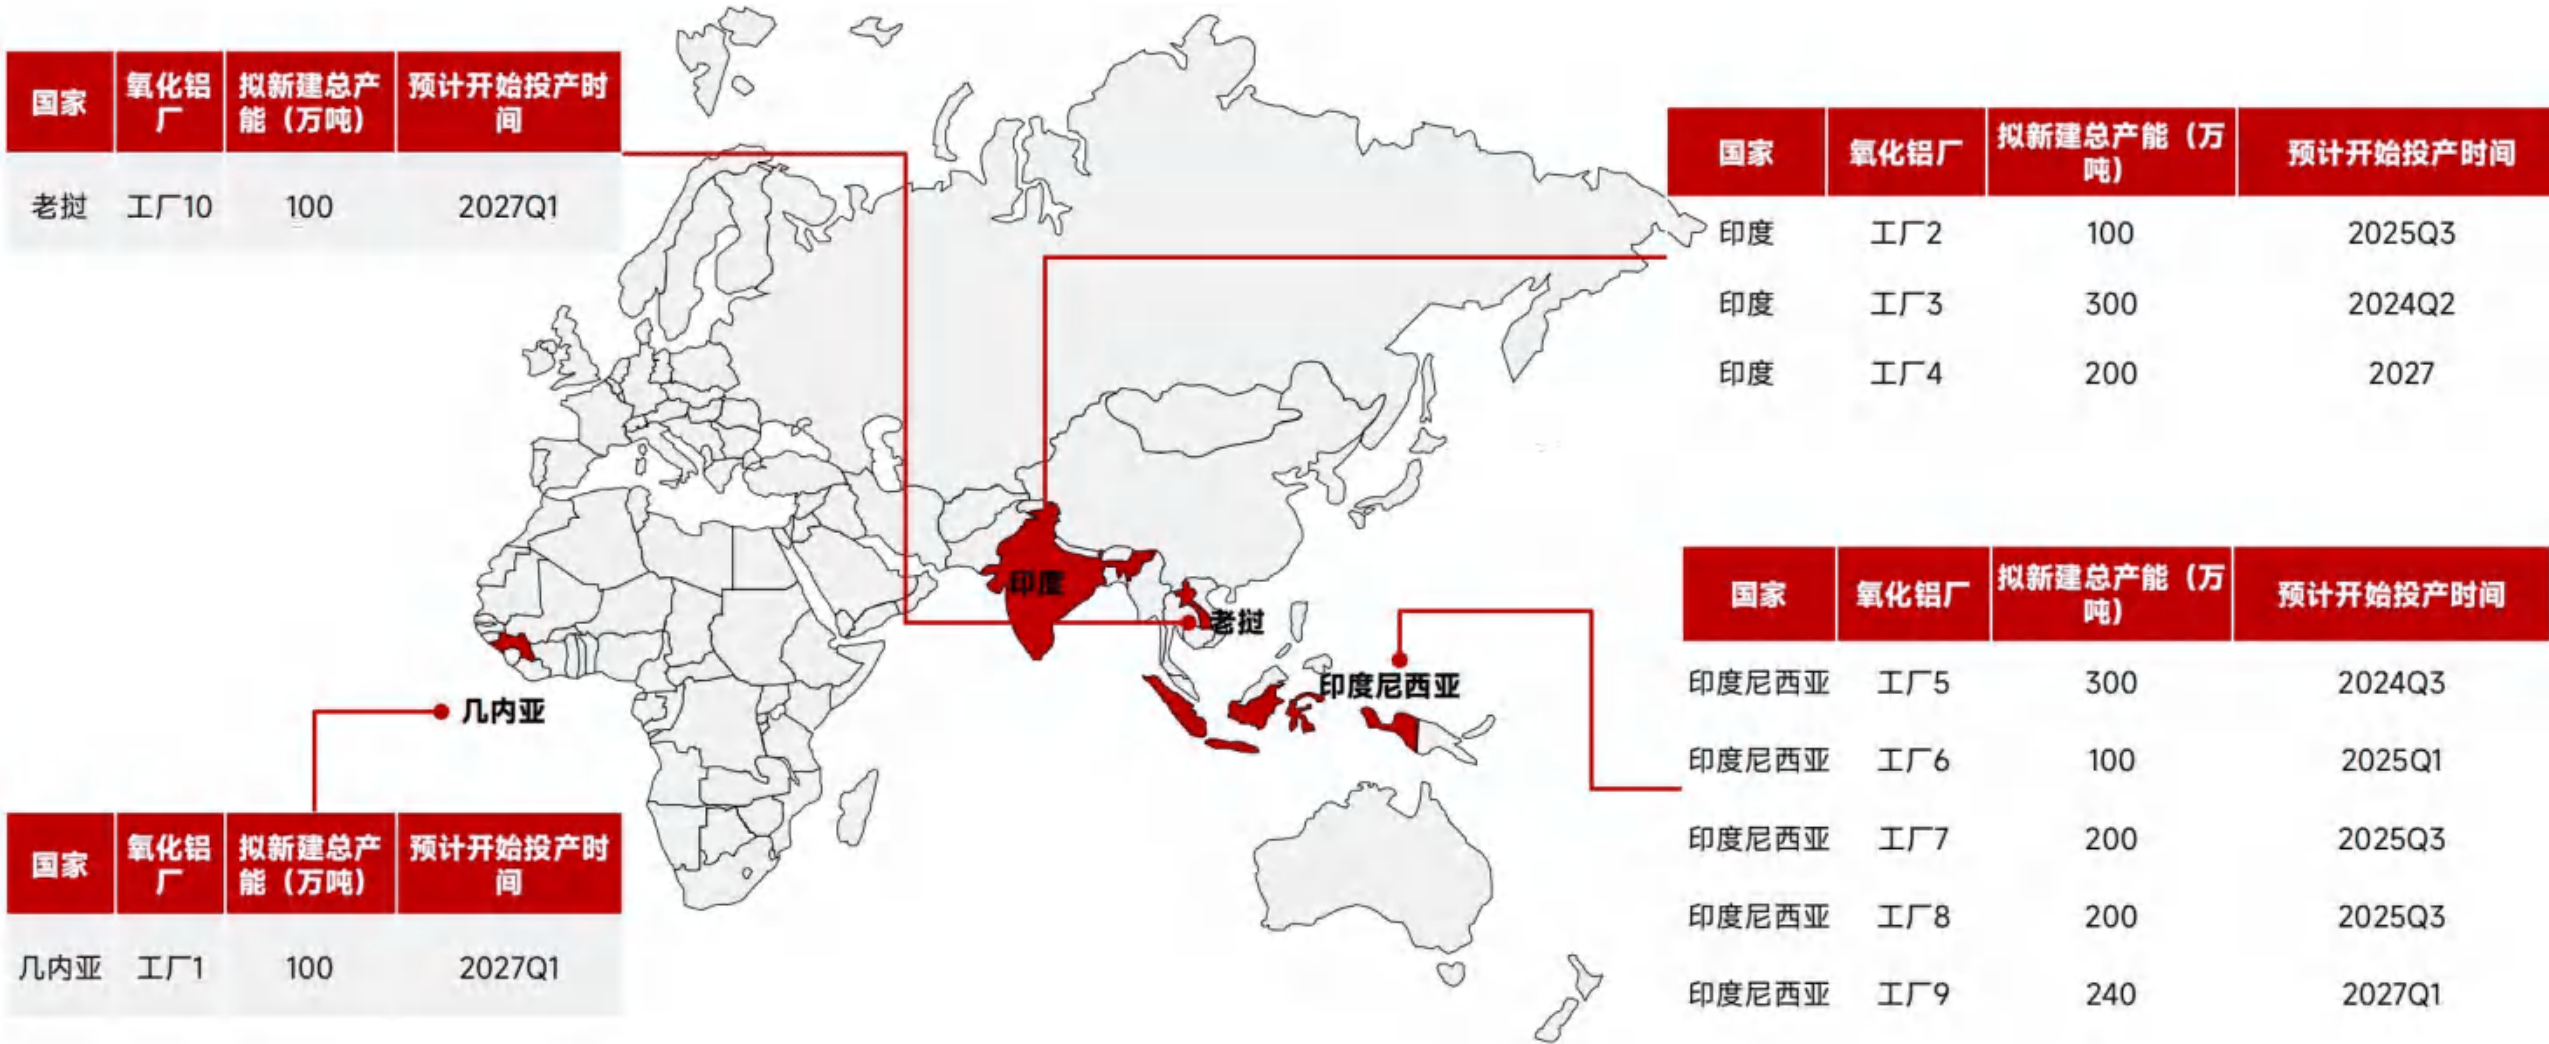 国家 氧化铝厂 拟新建总产能（万吨） 预计开始投产时间
老挝 工厂10 100 2027Q1
国家 氧化铝厂 拟新建总产能（万吨） 预计开始投产时间
印度 工厂2 100 2025Q3
印度 工厂3 300 2024Q2
印度 工厂4 200 2027
印度
老挝
印度尼西亚
几内亚
国家 氧化铝厂 拟新建总产能（万吨） 预计开始投产时间
印度尼西亚 工厂5 300 2024Q3
印度尼西亚 工厂6 100 2025Q1
印度尼西亚 工厂7 200 2025Q3
印度尼西亚 工厂8 200 2025Q3
印度尼西亚 工厂9 240 2027Q1
国家 氧化铝厂 拟新建总产能（万吨） 预计开始投产时间
几内亚 工厂1 100 2027Q1